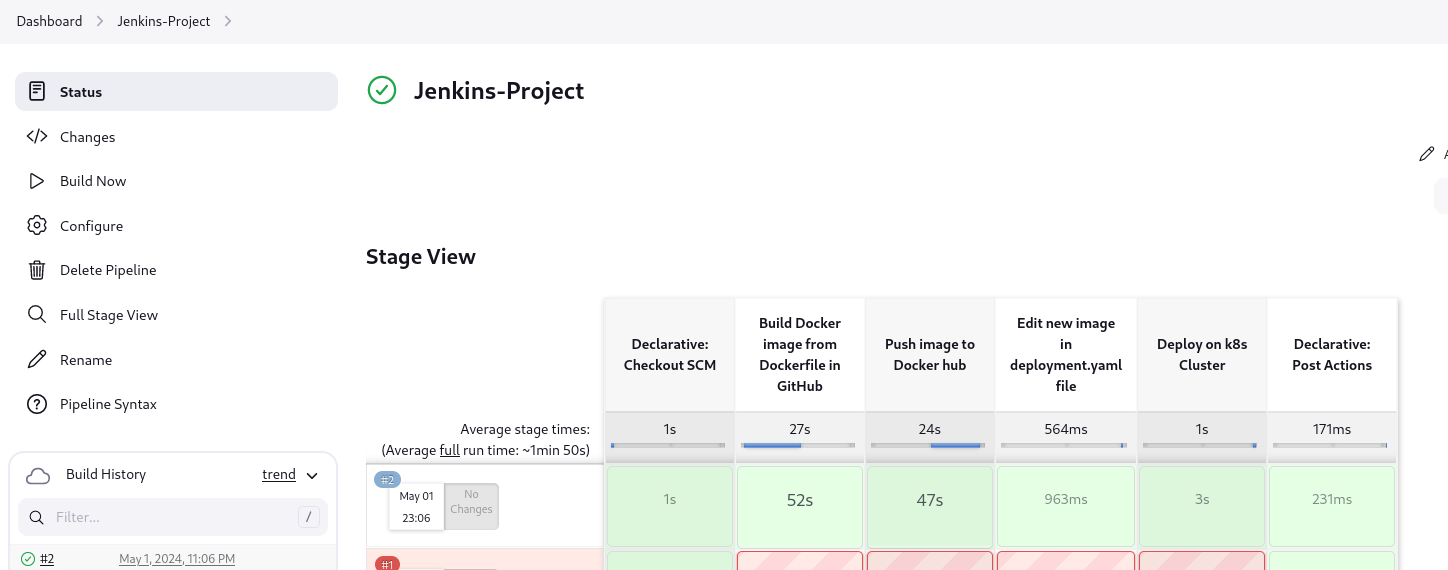 Dashboard
Jenkins-Project
Status
Changes
Build Now
Configure
Delete Pipeline
Full Stage View
Rename
Pipeline Syntax
Build History
trend
Filter...
/
#2
May 1, 2024, 11:06 PM
Jenkins-Project
Stage View
Declarative:
Checkout SCM
Build Docker
image from
Dockerfile in
GitHub
Push image to
Docker hub
Edit new image
in
deployment.yaml
file
Deploy on k8s
Cluster
Declarative:
Post Actions
Average stage times:
(Average full run time: ~1min 50s)
1s
27s
24s
564ms
1s
171ms
#2
May 01
23:06
No
Changes
1s
52s
47s
963ms
3s
231ms
#1